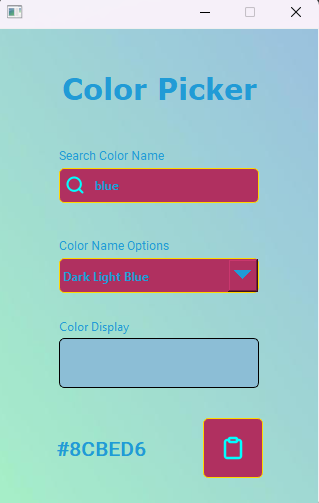 Color Picker
Search Color Name
blue
Color Name Options
Dark Light Blue
Color Display
#8CBED6